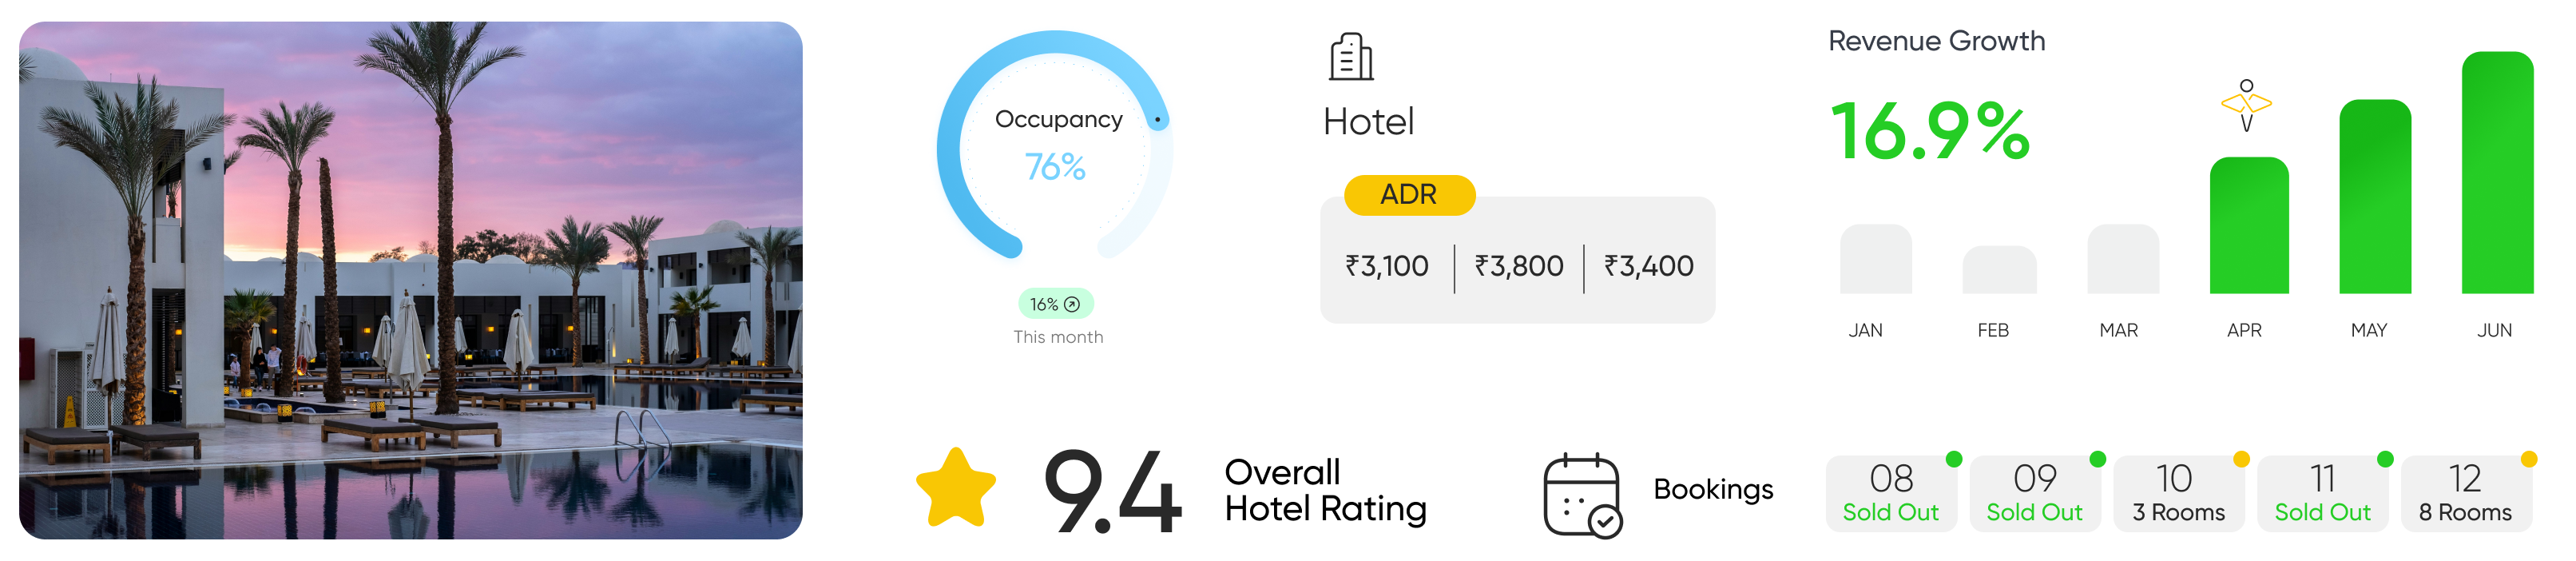 Occupancy
76%
16%
This month
Hotel
ADR
₹3,100
₹3,800
₹3,400
Revenue Growth
16.9%
JAN
FEB
MAR
APR
MAY
JUN
9.4
Overall
Hotel Rating
Bookings
08
Sold Out
09
Sold Out
10
3 Rooms
11
Sold Out
12
8 Rooms